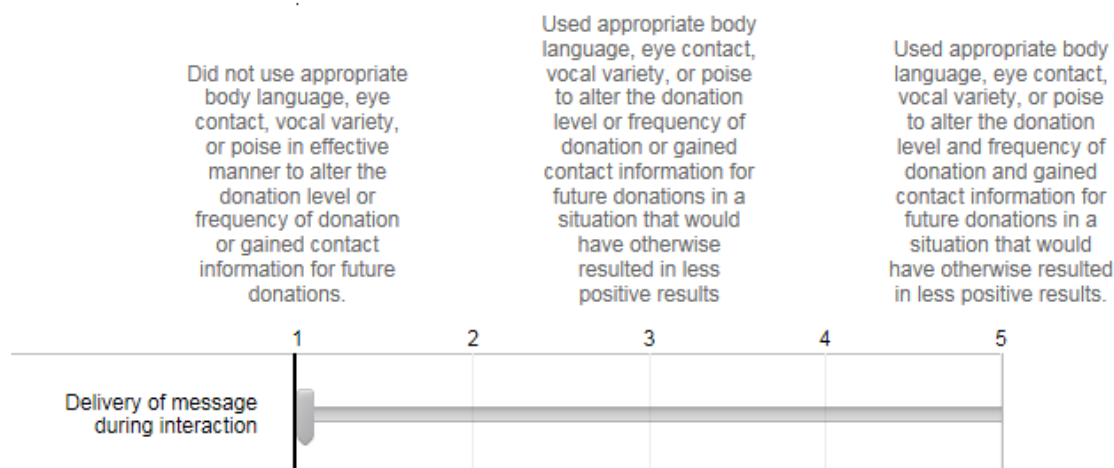 Did not use appropriate
body language, eye
contact, vocal variety,
or poise in effective
manner to alter the
donation level or
frequency of donation
or gained contact
information for future
donations.
Used appropriate body
language, eye contact,
vocal variety, or poise
to alter the donation
level or frequency of
donation or gained
contact information for
future donations in a
situation that would
have otherwise
resulted in less
positive results
Used appropriate body
language, eye contact,
vocal variety, or poise
to alter the donation
level and frequency of
donation and gained
contact information for
future donations in a
situation that would
have otherwise resulted
in less positive results.
1 2 3 4 5
Delivery of message
during interaction